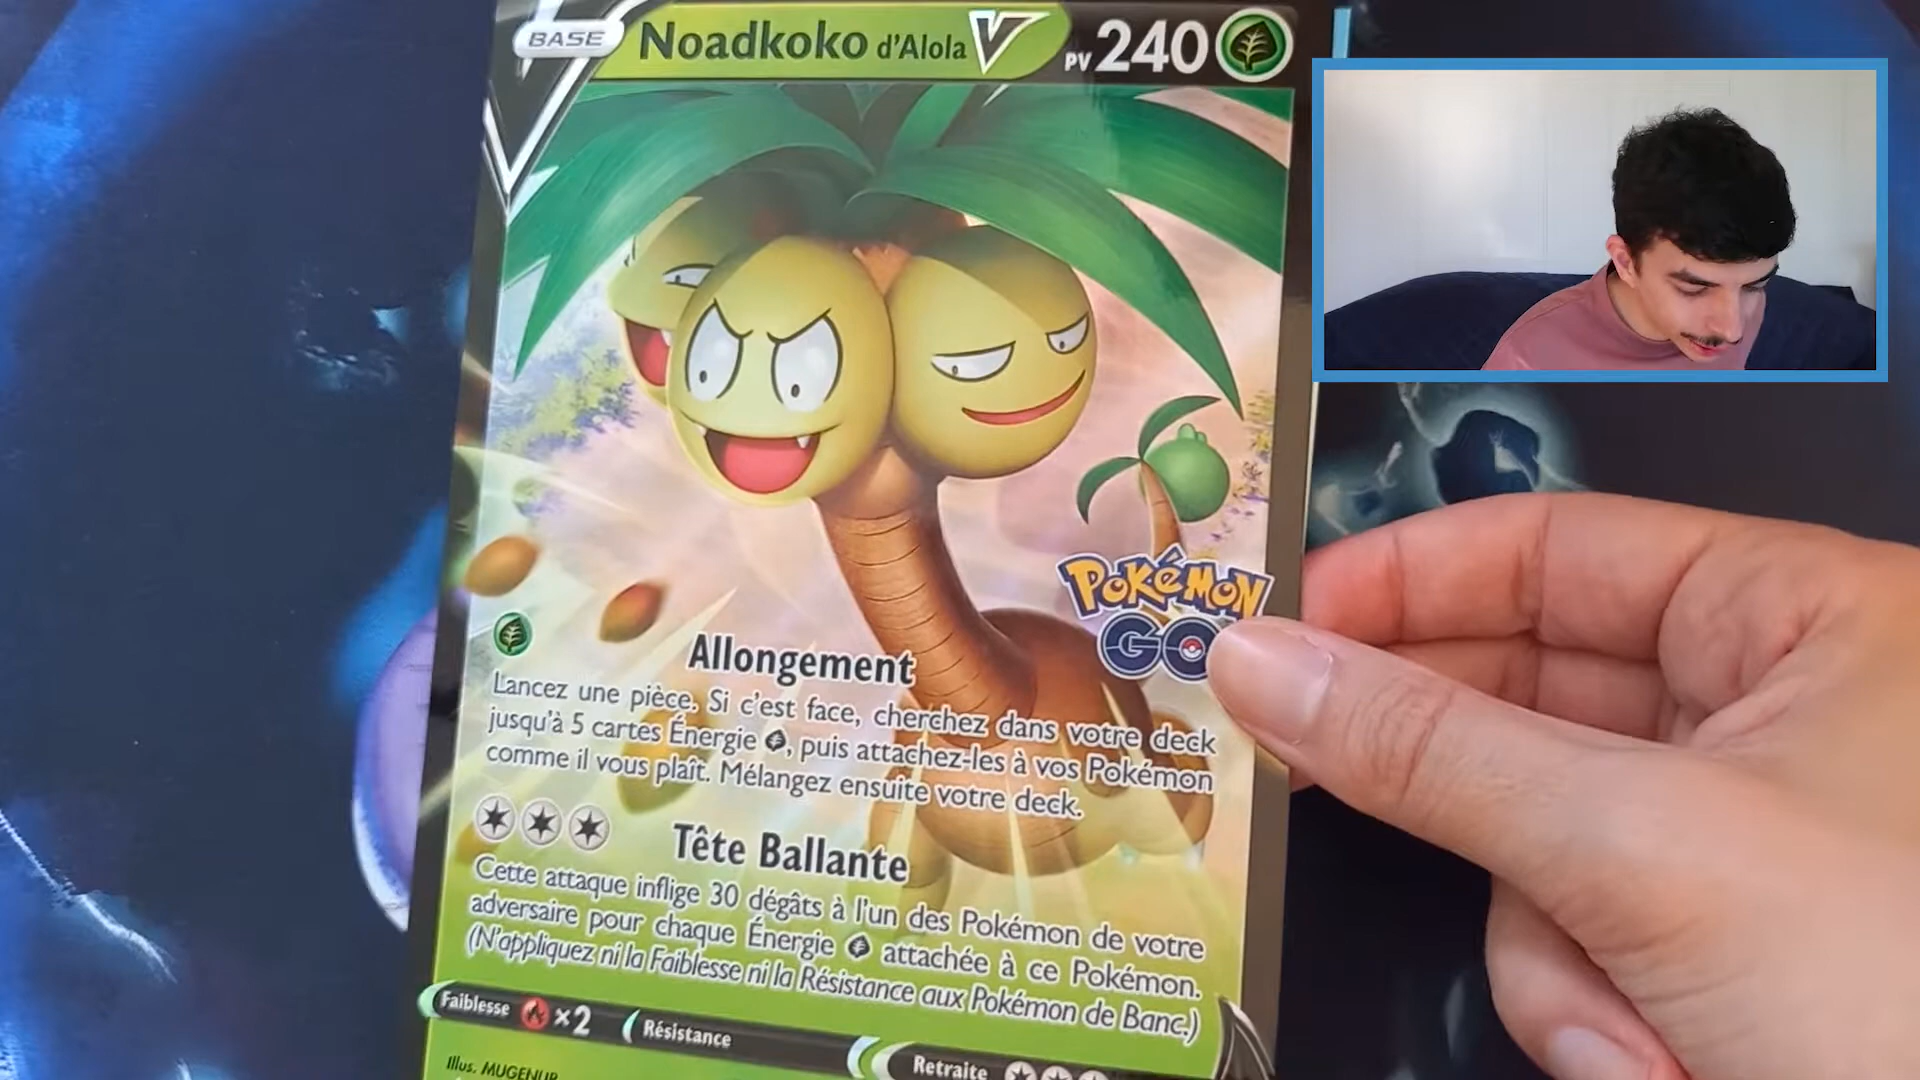 BASE Noadkoko d'Alola V PV 240
POKÉMON
GO
Allongement
Lancez une pièce. Si c'est face, cherchez dans votre deck
jusqu'à 5 cartes Énergie , puis attachez-les à vos Pokémon
comme il vous plaît. Mélangez ensuite votre deck.
Tête Ballante
Cette attaque inflige 30 dégâts à l'un des Pokémon de votre
adversaire pour chaque Énergie attachée à ce Pokémon.
(N'appliquez ni la Faiblesse ni la Résistance aux Pokémon de Banc.)
Faiblesse ×2 Résistance Retraite
Illus. MUGENUP